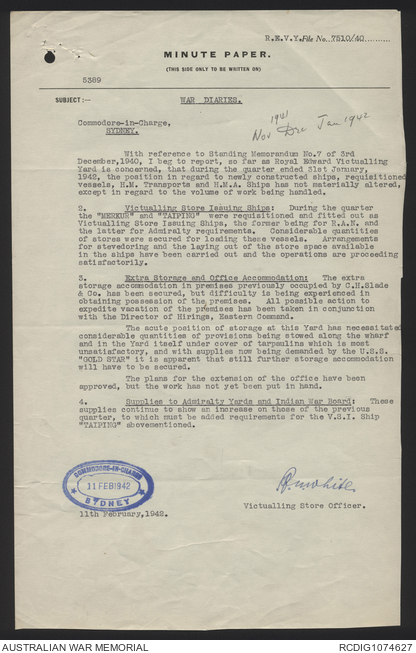 R.E.V.Y. File No. 7510/40
MINUTE PAPER.
(THIS SIDE ONLY TO BE WRITTEN ON)
5389
SUBJECT :— WAR DIARIES.
1941
Nov Dec Jan 1942
Commodore-in-Charge,
SYDNEY.
With reference to Standing Memorandum No.7 of 3rd
December,1940, I beg to report, so far as Royal Edward Victualling
Yard is concerned, that during the quarter ended 31st January,
1942, the position in regard to newly constructed ships, requisitioned
vessels, H.M. Transports and H.M.A. Ships has not materially altered,
except in regard to the volume of work being handled.
2. Victualling Store Issuing Ships: During the quarter
the "MERKUR" and "TAIPING" were requisitioned and fitted out as
Victualling Store Issuing Ships, the former being for R.A.N. and
the latter for Admiralty requirements. Considerable quantities
of stores were secured for loading these vessels. Arrangements
for stevedoring and the laying out of the store space available
in the ships have been carried out and the operations are proceeding
satisfactorily.
3. Extra Storage and Office Accommodation: The extra
storage accommodation in premises previously occupied by C.H.Slade
& Co. has been secured, but difficulty is being experienced in
obtaining possession of the premises. All possible action to
expedite vacation of the premises has been taken in conjunction
with the Director of Hirings, Eastern Command.
The acute position of storage at this Yard has necessitated
considerable quantities of provisions being stowed along the wharf
and in the Yard itself under cover of tarpaulins which is most
unsatisfactory, and with supplies now being demanded by the U.S.S.
"GOLD STAR" it is apparent that still further storage accommodation
will have to be secured.
The plans for the extension of the office have been
approved, but the work has not yet been put in hand.
4. Supplies to Admiralty Yards and Indian War Board: These
supplies continue to show an increase on those of the previous
quarter, to which must be added requirements for the V.S.I. Ship
"TAIPING" abovementioned.
COMMODORE-IN-CHARGE
11 FEB 1942
SYDNEY
11th February,1942.
White
Victualling Store Officer.
AUSTRALIAN WAR MEMORIAL
RCDIG1074627